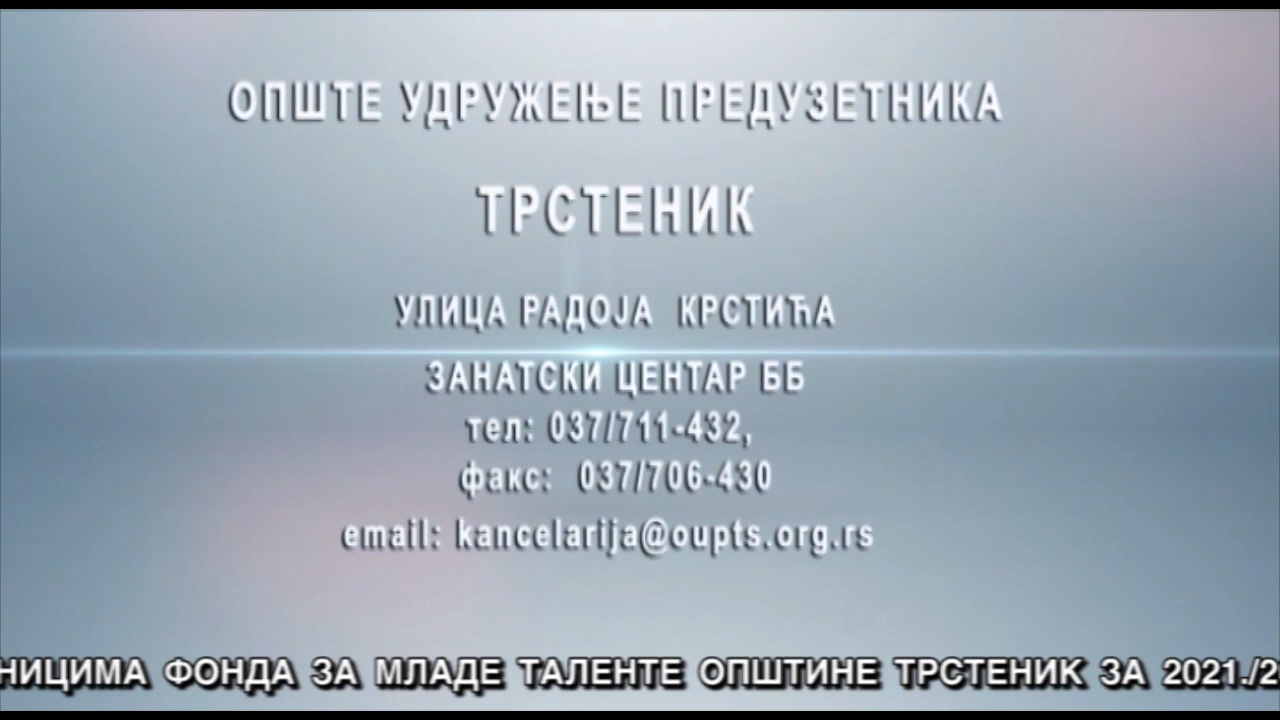 ОПШТЕ УДРУЖЕЊЕ ПРЕДУЗЕТНИКА
ТРСТЕНИК
УЛИЦА РАДОЈА КРСТИЋА
ЗАНАТСКИ ЦЕНТАР ББ
тел: 037/711-432,
факс: 037/706-430
email: kancelarija@oupts.org.rs
ФОНДА ЗА МЛАДЕ ТАЛЕНТЕ ОПШТИНЕ ТРСТЕНИК ЗА 2021./2